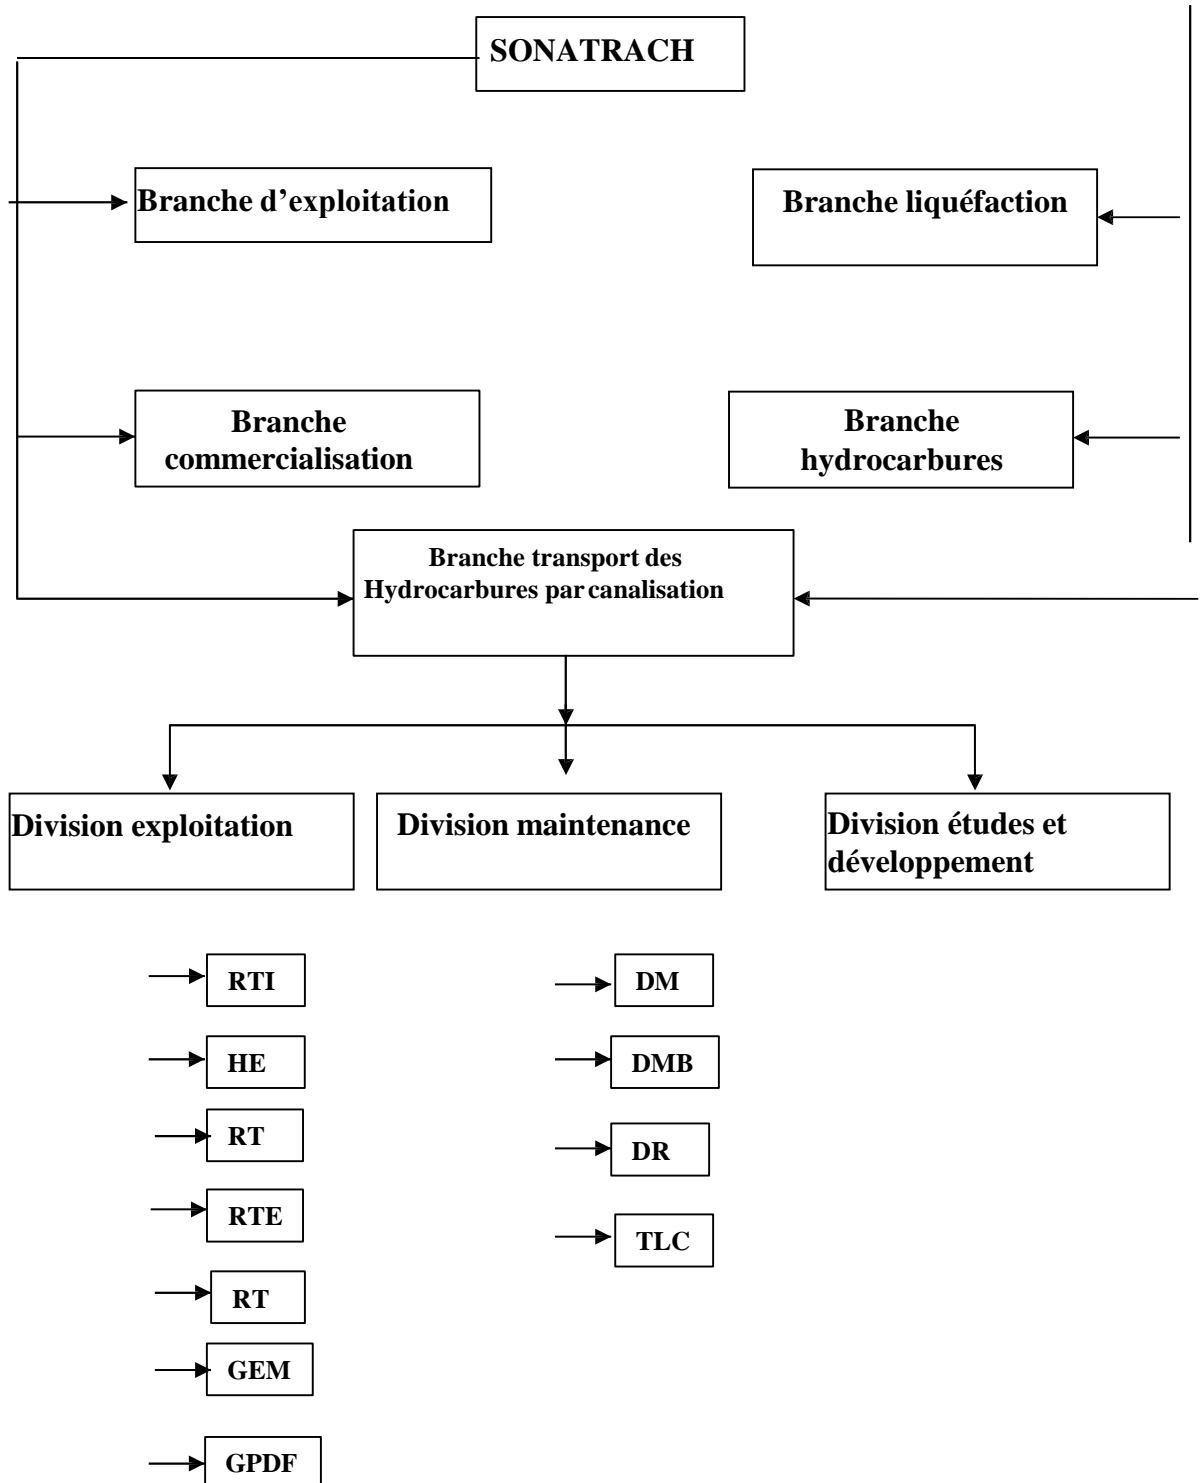 SONATRACH
Branche d’exploitation
Branche liquéfaction
Branche
commercialisation
Branche
hydrocarbures
Branche transport des
Hydrocarbures par canalisation
Division exploitation
Division maintenance
Division études et
développement
RTI
DM
HE
DMB
RT
DR
RTE
TLC
RT
GEM
GPDF